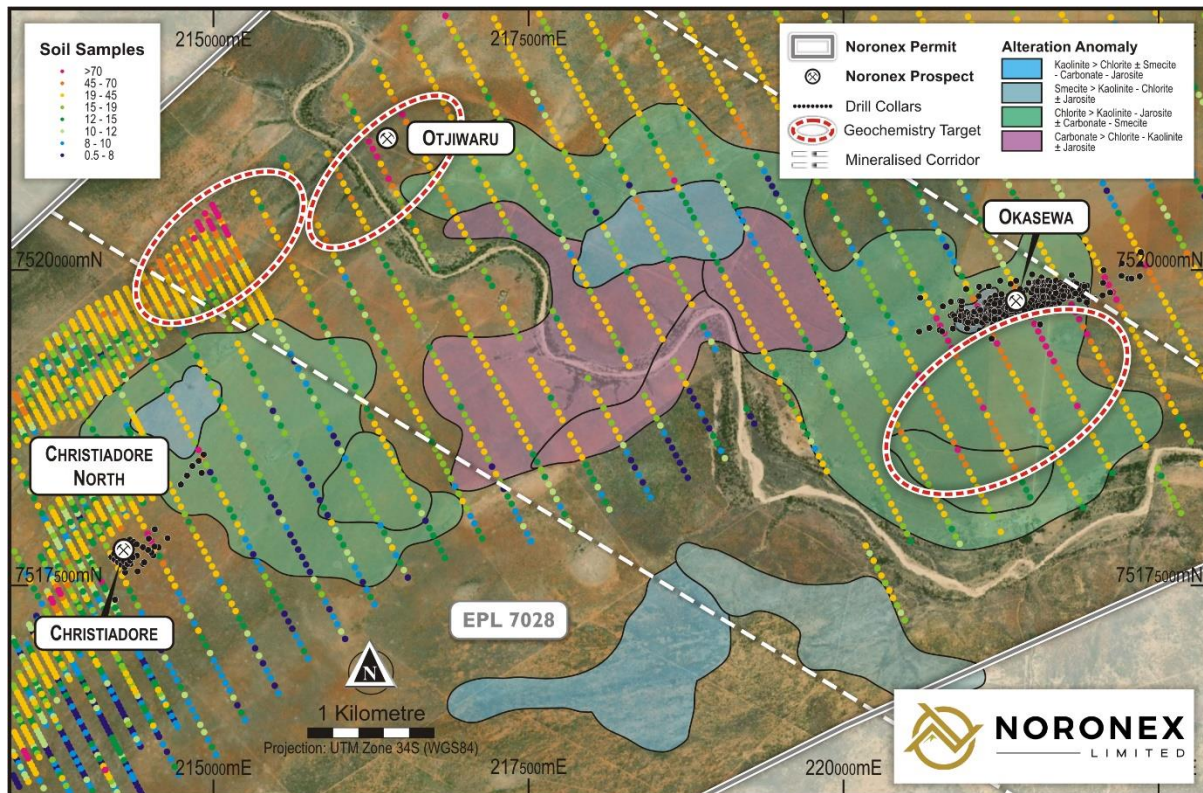 215000mE
217500mE
Soil Samples
>70
45 - 70
19 - 45
15 - 19
12 - 15
10 - 12
8 - 10
0.5 - 8
Noronex Permit
Noronex Prospect
Drill Collars
Geochemistry Target
Mineralised Corridor
Alteration Anomaly
Kaolinite > Chlorite ± Smecite
- Carbonate - Jarosite
Smecite > Kaolinite - Chlorite
± Jarosite
Chlorite > Kaolinite - Jarosite
± Carbonate - Smecite
Carbonate > Chlorite - Kaolinite
± Jarosite
OTJIWARU
OKASEWA
7520000mN
7520000mN
CHRISTIADORE
NORTH
7517500mN
7517500mN
CHRISTIADORE
EPL 7028
N
1 Kilometre
Projection: UTM Zone 34S (WGS84)
NORONEX
LIMITED
215000mE
217500mE
220000mE